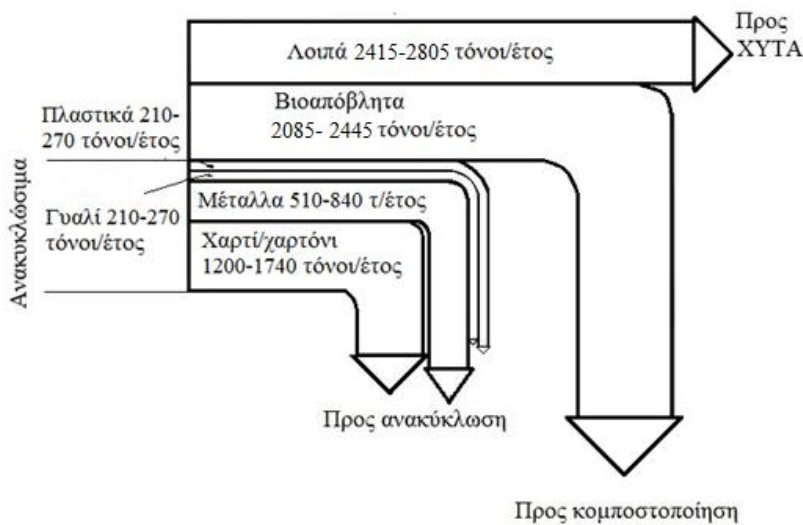 Προς
ΧΥΤΑ
Λοιπά 2415-2805 τόνοι/έτος
Βιοαπόβλητα
2085- 2445 τόνοι/έτος
Πλαστικά 210-
270 τόνοι/έτος
Ανακυκλώσιμα
Γυαλί 210-270
τόνοι/έτος
Μέταλλα 510-840 τ/έτος
Χαρτί/χαρτόνι
1200-1740 τόνοι/έτος
Προς ανακύκλωση
Προς κομποστοποίηση